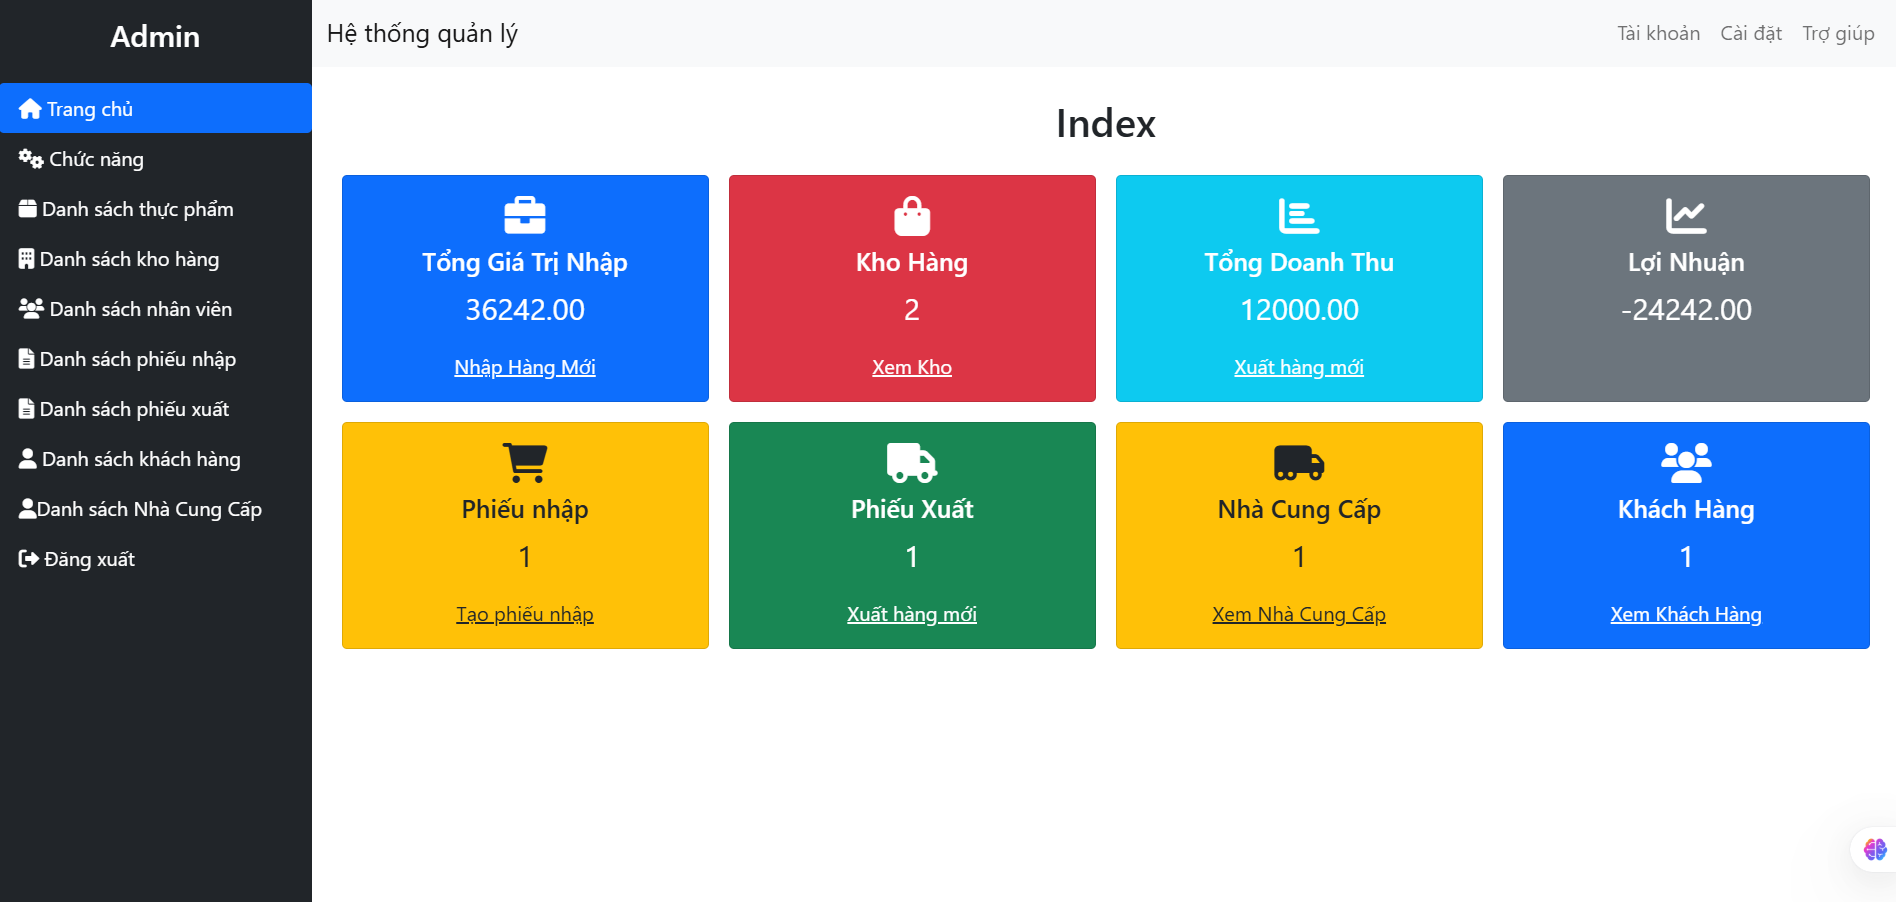 Admin
Trang chủ
Chức năng
Danh sách thực phẩm
Danh sách kho hàng
Danh sách nhân viên
Danh sách phiếu nhập
Danh sách phiếu xuất
Danh sách khách hàng
Danh sách Nhà Cung Cấp
Đăng xuất
Hệ thống quản lý
Tài khoản
Cài đặt
Trợ giúp
Index
Tổng Giá Trị Nhập
36242.00
Nhập Hàng Mới
Kho Hàng
2
Xem Kho
Tổng Doanh Thu
12000.00
Xuất hàng mới
Lợi Nhuận
-24242.00
Phiếu nhập
1
Tạo phiếu nhập
Phiếu Xuất
1
Xuất hàng mới
Nhà Cung Cấp
1
Xem Nhà Cung Cấp
Khách Hàng
1
Xem Khách Hàng